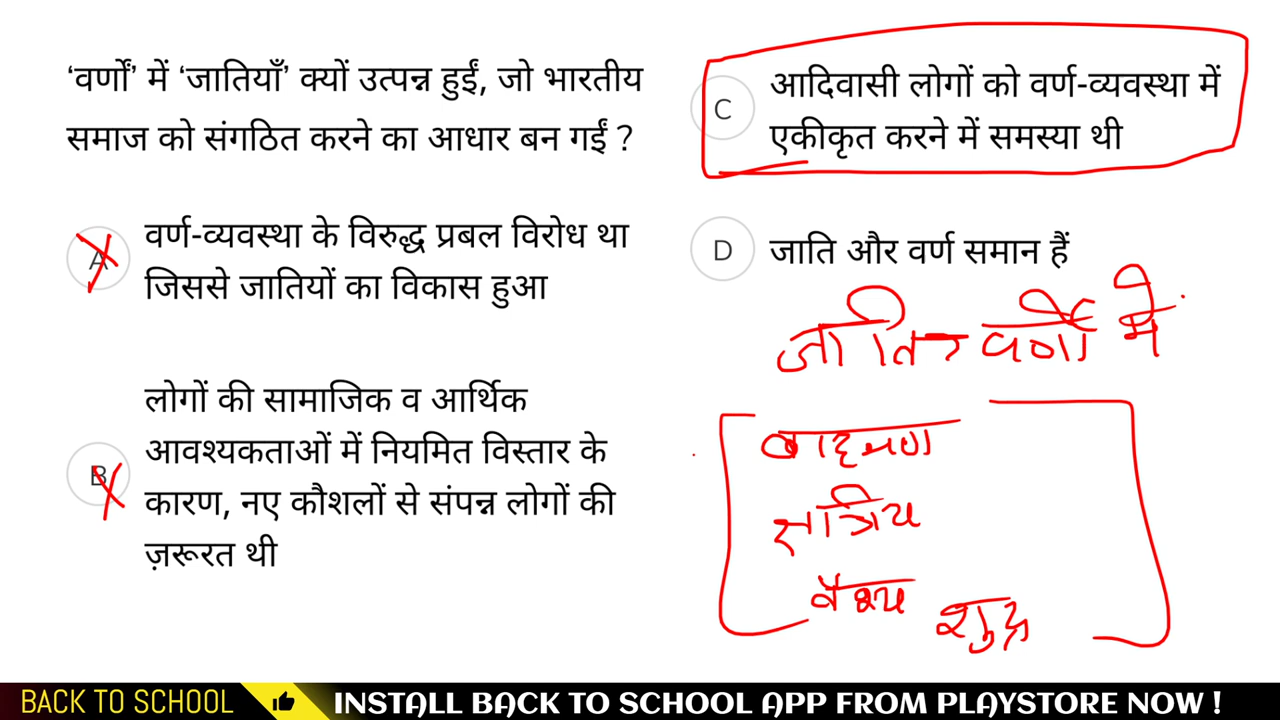 ‘वर्णों’ में ‘जातियाँ’ क्यों उत्पन्न हुईं, जो भारतीय
समाज को संगठित करने का आधार बन गईं ?
A
वर्ण-व्यवस्था के विरुद्ध प्रबल विरोध था
जिससे जातियों का विकास हुआ
B
लोगों की सामाजिक व आर्थिक
आवश्यकताओं में नियमित विस्तार के
कारण, नए कौशलों से संपन्न लोगों की
ज़रूरत थी
C
आदिवासी लोगों को वर्ण-व्यवस्था में
एकीकृत करने में समस्या थी
D
जाति और वर्ण समान हैं
जाति → वर्णों में
ब्राह्मण
क्षत्रिय
वैश्य
शुद्र
BACK TO SCHOOL
INSTALL BACK TO SCHOOL APP FROM PLAYSTORE NOW !